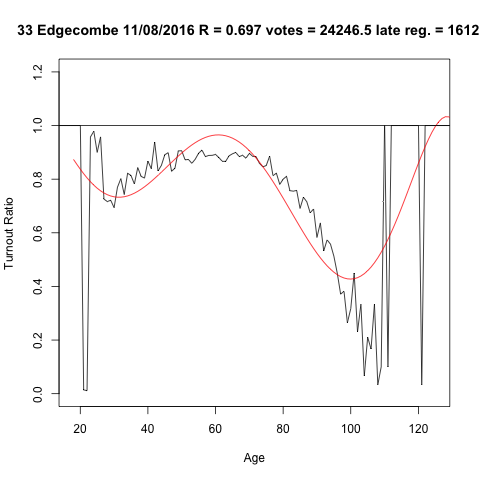 33 Edgecombe 11/08/2016 R = 0.697 votes = 24246.5 late reg. = 1612
Turnout Ratio
1.2
1.0
0.8
0.6
0.4
0.2
0.0
20 40 60 80 100 120
Age